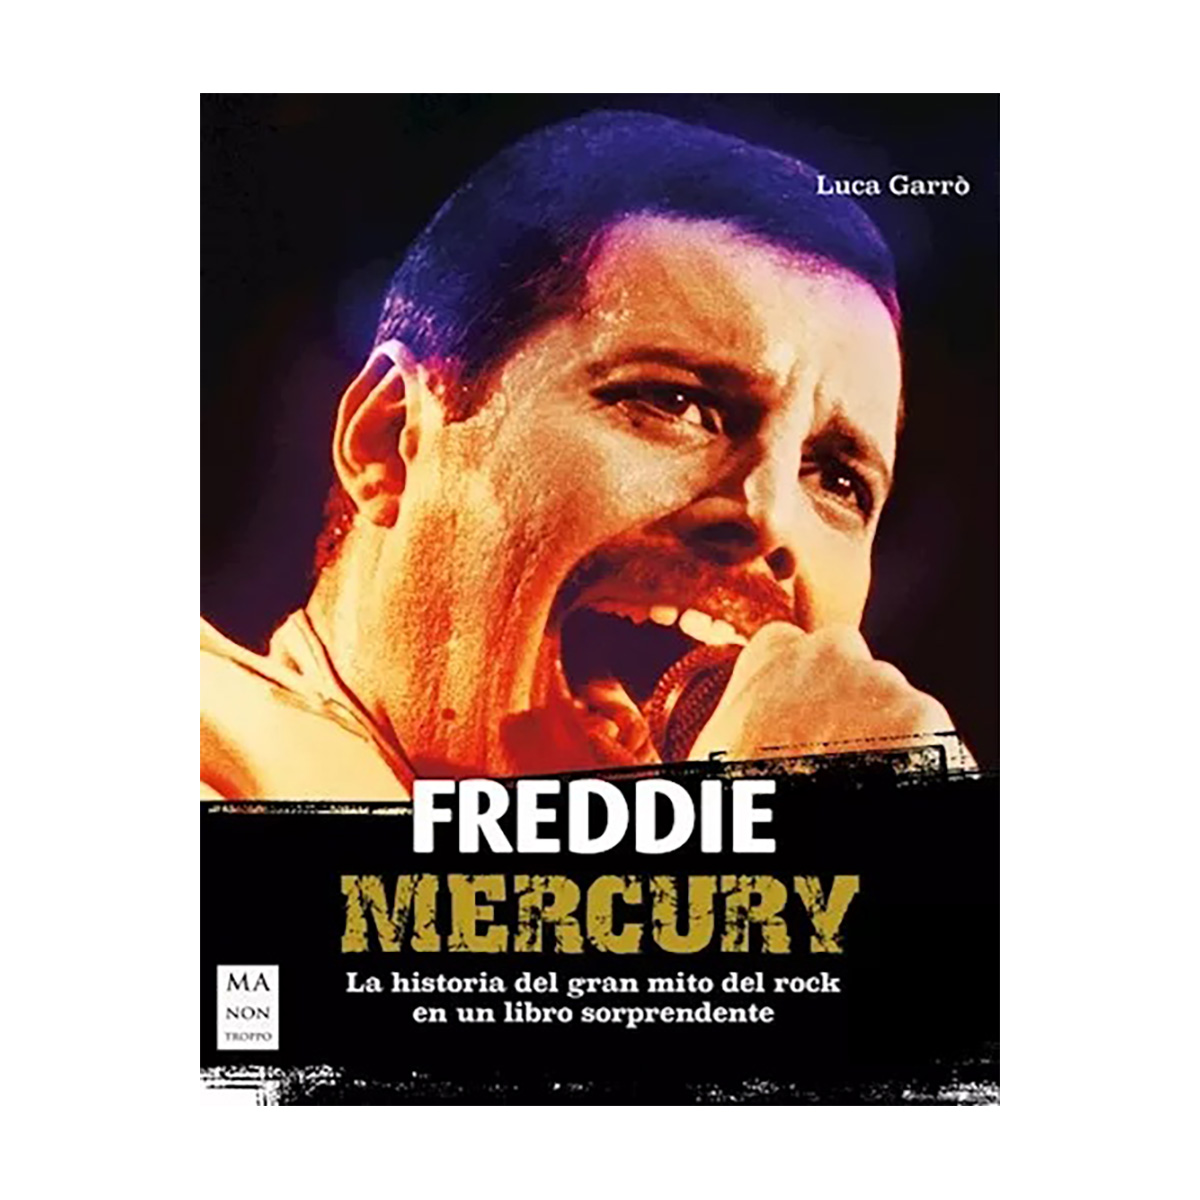 Luca Garrò
FREDDIE
MERCURY
La historia del gran mito del rock
en un libro sorprendente
MA
NON
TROPPO